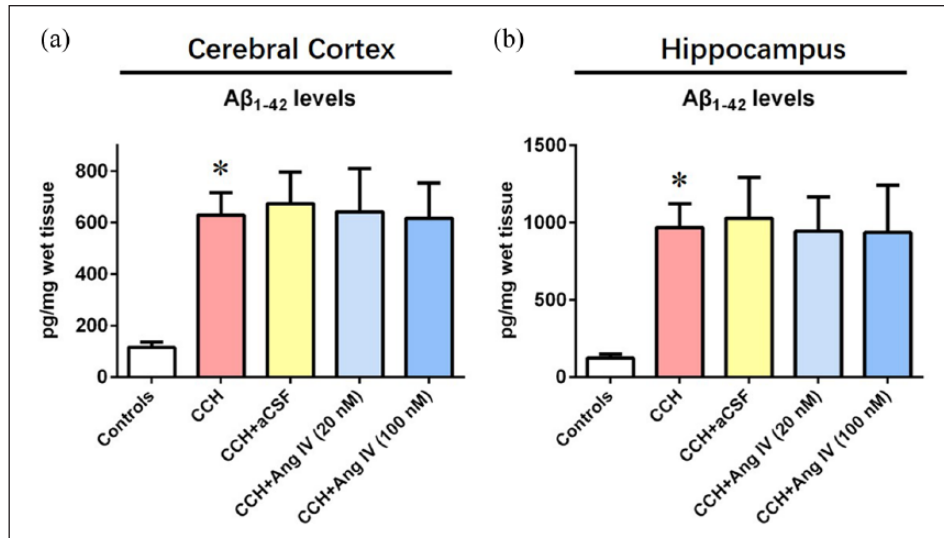 (a)
Cerebral Cortex
Aβ1-42 levels
pg/mg wet tissue
800
600
400
200
0
*
Controls
CCH
CCH+aCSF
CCH+Ang IV (20 nM)
CCH+Ang IV (100 nM)
(b)
Hippocampus
Aβ1-42 levels
pg/mg wet tissue
1500
1000
500
0
*
Controls
CCH
CCH+aCSF
CCH+Ang IV (20 nM)
CCH+Ang IV (100 nM)